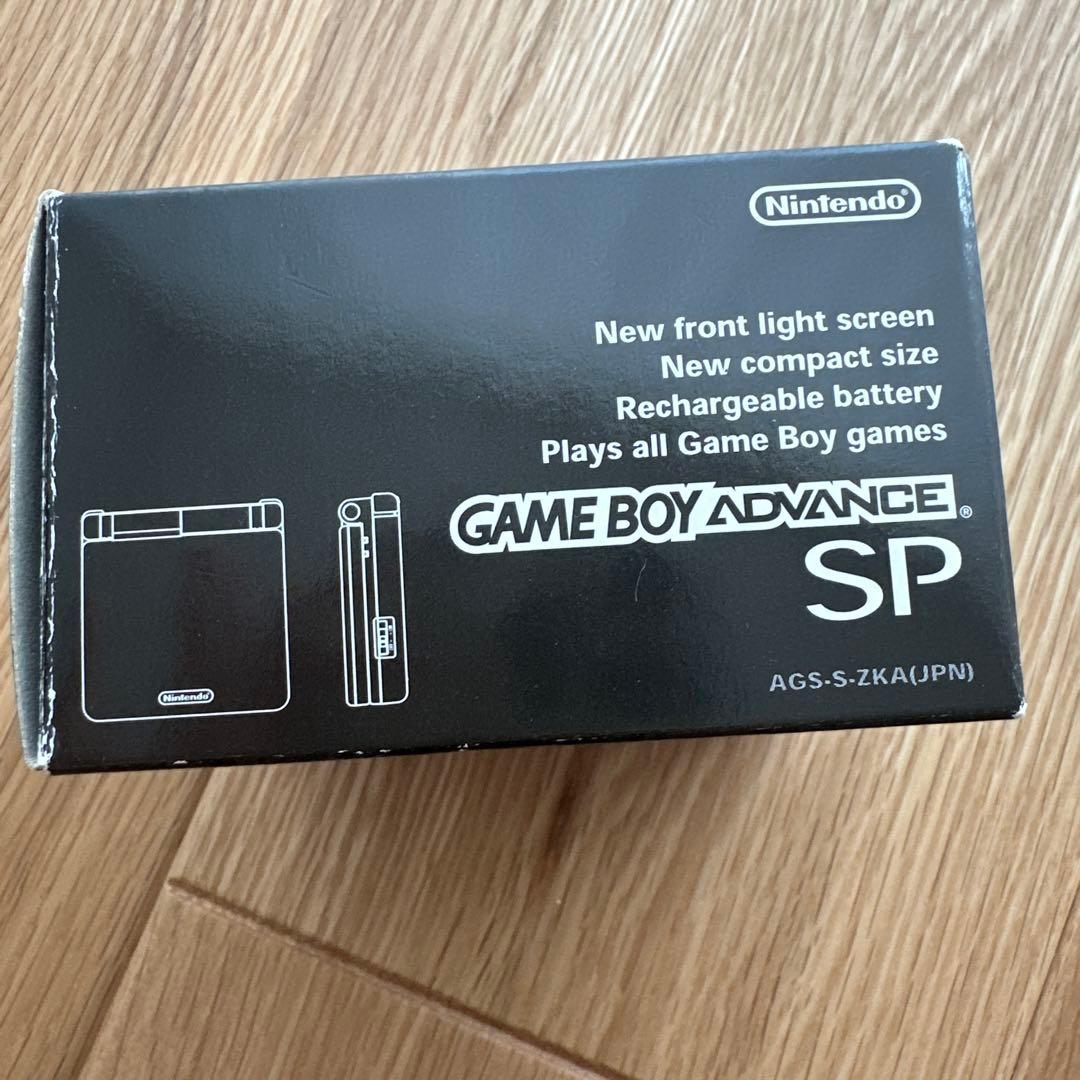 Nintendo®
New front light screen
New compact size
Rechargeable battery
Plays all Game Boy games
GAME BOY ADVANCE®
SP
Nintendo
AGS-S-ZKA(JPN)